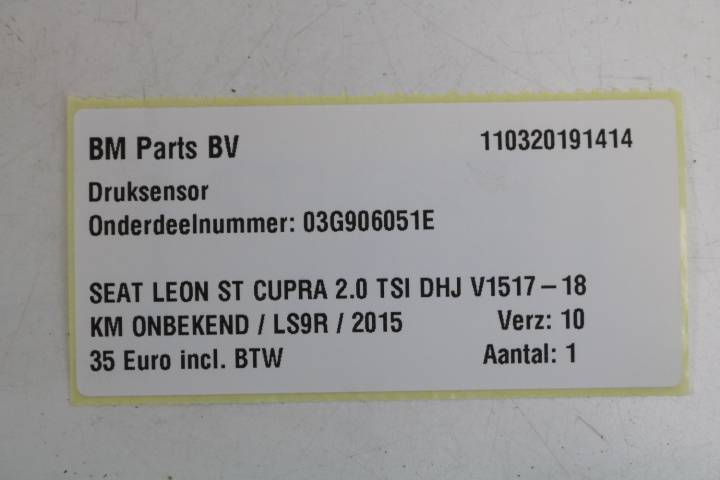 BM Parts BV 110320191414
Druksensor
Onderdeelnummer: 03G906051E
SEAT LEON ST CUPRA 2.0 TSI DHJ V1517-18
KM ONBEKEND / LS9R / 2015 Verz: 10
35 Euro incl. BTW Aantal: 1